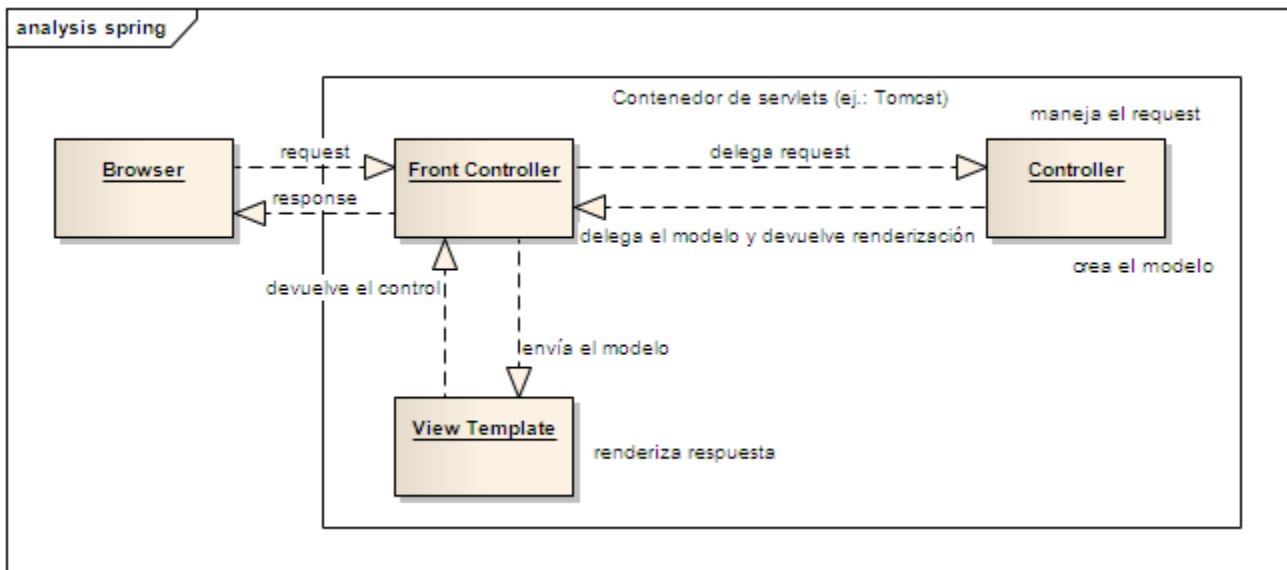 analysis spring
Contenedor de servlets (ej.: Tomcat)
maneja el request
Browser
request
response
Front Controller
delega request
delega el modelo y devuelve renderización
Controller
crea el modelo
devuelve el control
envía el modelo
View Template
renderiza respuesta